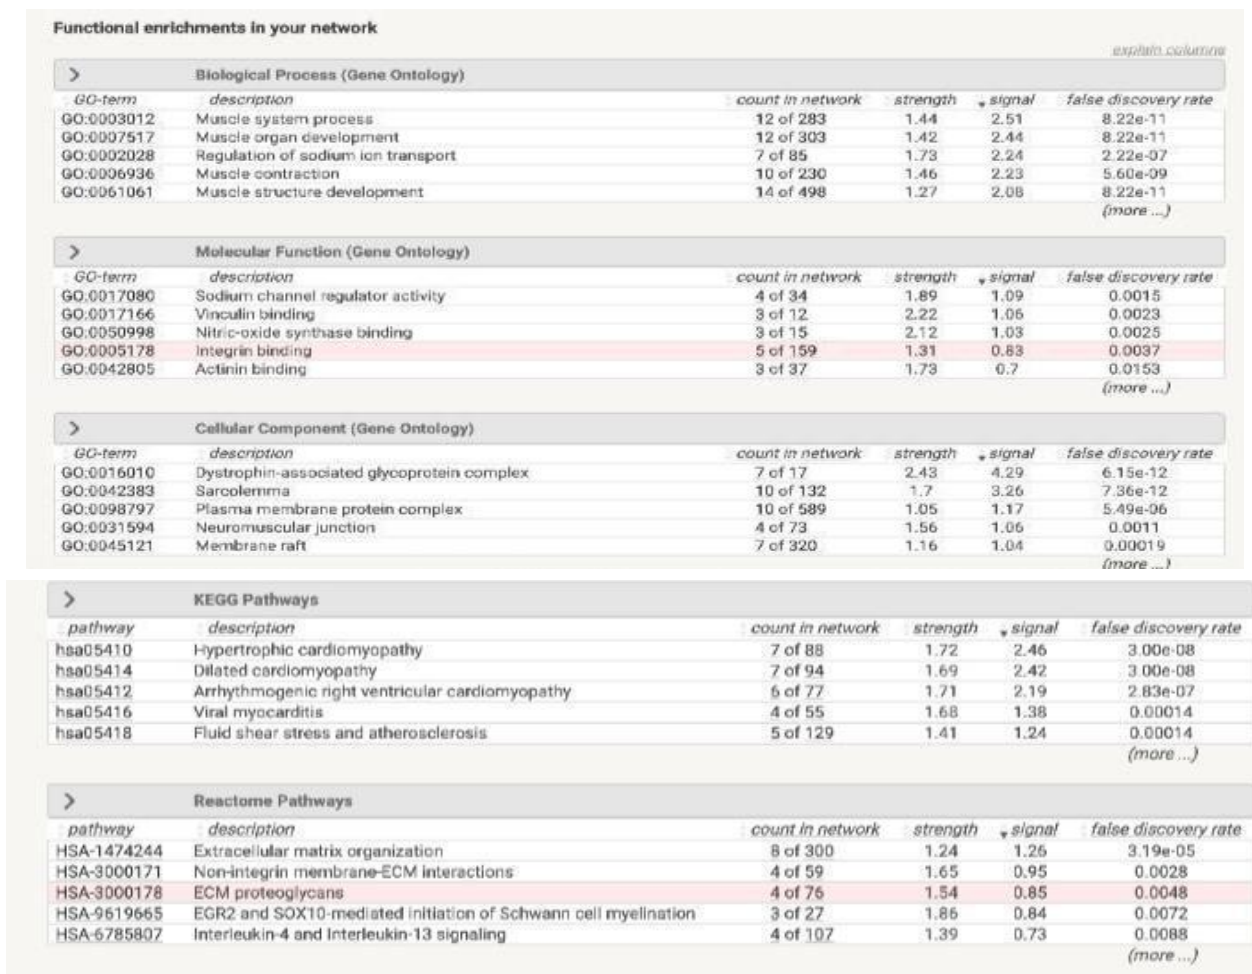 Functional enrichments in your network
explain columns
> Biological Process (Gene Ontology)
GO-term description count in network strength signal false discovery rate
GO:0003012 Muscle system process 12 of 283 1.44 2.51 8.22e-11
GO:0007517 Muscle organ development 12 of 303 1.42 2.44 8.22e-11
GO:0002028 Regulation of sodium ion transport 7 of 85 1.73 2.24 2.22e-07
GO:0006936 Muscle contraction 10 of 230 1.46 2.23 5.60e-09
GO:0061061 Muscle structure development 14 of 498 1.27 2.08 8.22e-11
(more ...)
> Molecular Function (Gene Ontology)
GO-term description count in network strength signal false discovery rate
GO:0017080 Sodium channel regulator activity 4 of 34 1.89 1.09 0.0015
GO:0017166 Vinculin binding 3 of 12 2.22 1.06 0.0023
GO:0050998 Nitric-oxide synthase binding 3 of 15 2.12 1.03 0.0025
GO:0005178 Integrin binding 5 of 159 1.31 0.83 0.0037
GO:0042805 Actinin binding 3 of 37 1.73 0.7 0.0153
(more ...)
> Cellular Component (Gene Ontology)
GO-term description count in network strength signal false discovery rate
GO:0016010 Dystrophin-associated glycoprotein complex 7 of 17 2.43 4.29 6.15e-12
GO:0042383 Sarcolemma 10 of 132 1.7 3.26 7.36e-12
GO:0098797 Plasma membrane protein complex 10 of 589 1.05 1.17 5.49e-06
GO:0031594 Neuromuscular junction 4 of 73 1.56 1.06 0.0011
GO:0045121 Membrane raft 7 of 320 1.16 1.04 0.00019
(more ...)
> KEGG Pathways
pathway description count in network strength signal false discovery rate
hsa05410 Hypertrophic cardiomyopathy 7 of 88 1.72 2.46 3.00e-08
hsa05414 Dilated cardiomyopathy 7 of 94 1.69 2.42 3.00e-08
hsa05412 Arrhythmogenic right ventricular cardiomyopathy 6 of 77 1.71 2.19 2.83e-07
hsa05416 Viral myocarditis 4 of 55 1.68 1.38 0.00014
hsa05418 Fluid shear stress and atherosclerosis 5 of 129 1.41 1.24 0.00014
(more ...)
> Reactome Pathways
pathway description count in network strength signal false discovery rate
HSA-1474244 Extracellular matrix organization 8 of 300 1.24 1.26 3.19e-05
HSA-3000171 Non-integrin membrane-ECM interactions 4 of 59 1.65 0.95 0.0028
HSA-3000178 ECM proteoglycans 4 of 76 1.54 0.85 0.0048
HSA-9619665 EGR2 and SOX10-mediated initiation of Schwann cell myelination 3 of 27 1.86 0.84 0.0072
HSA-6785807 Interleukin-4 and Interleukin-13 signaling 4 of 107 1.39 0.73 0.0088
(more ...)